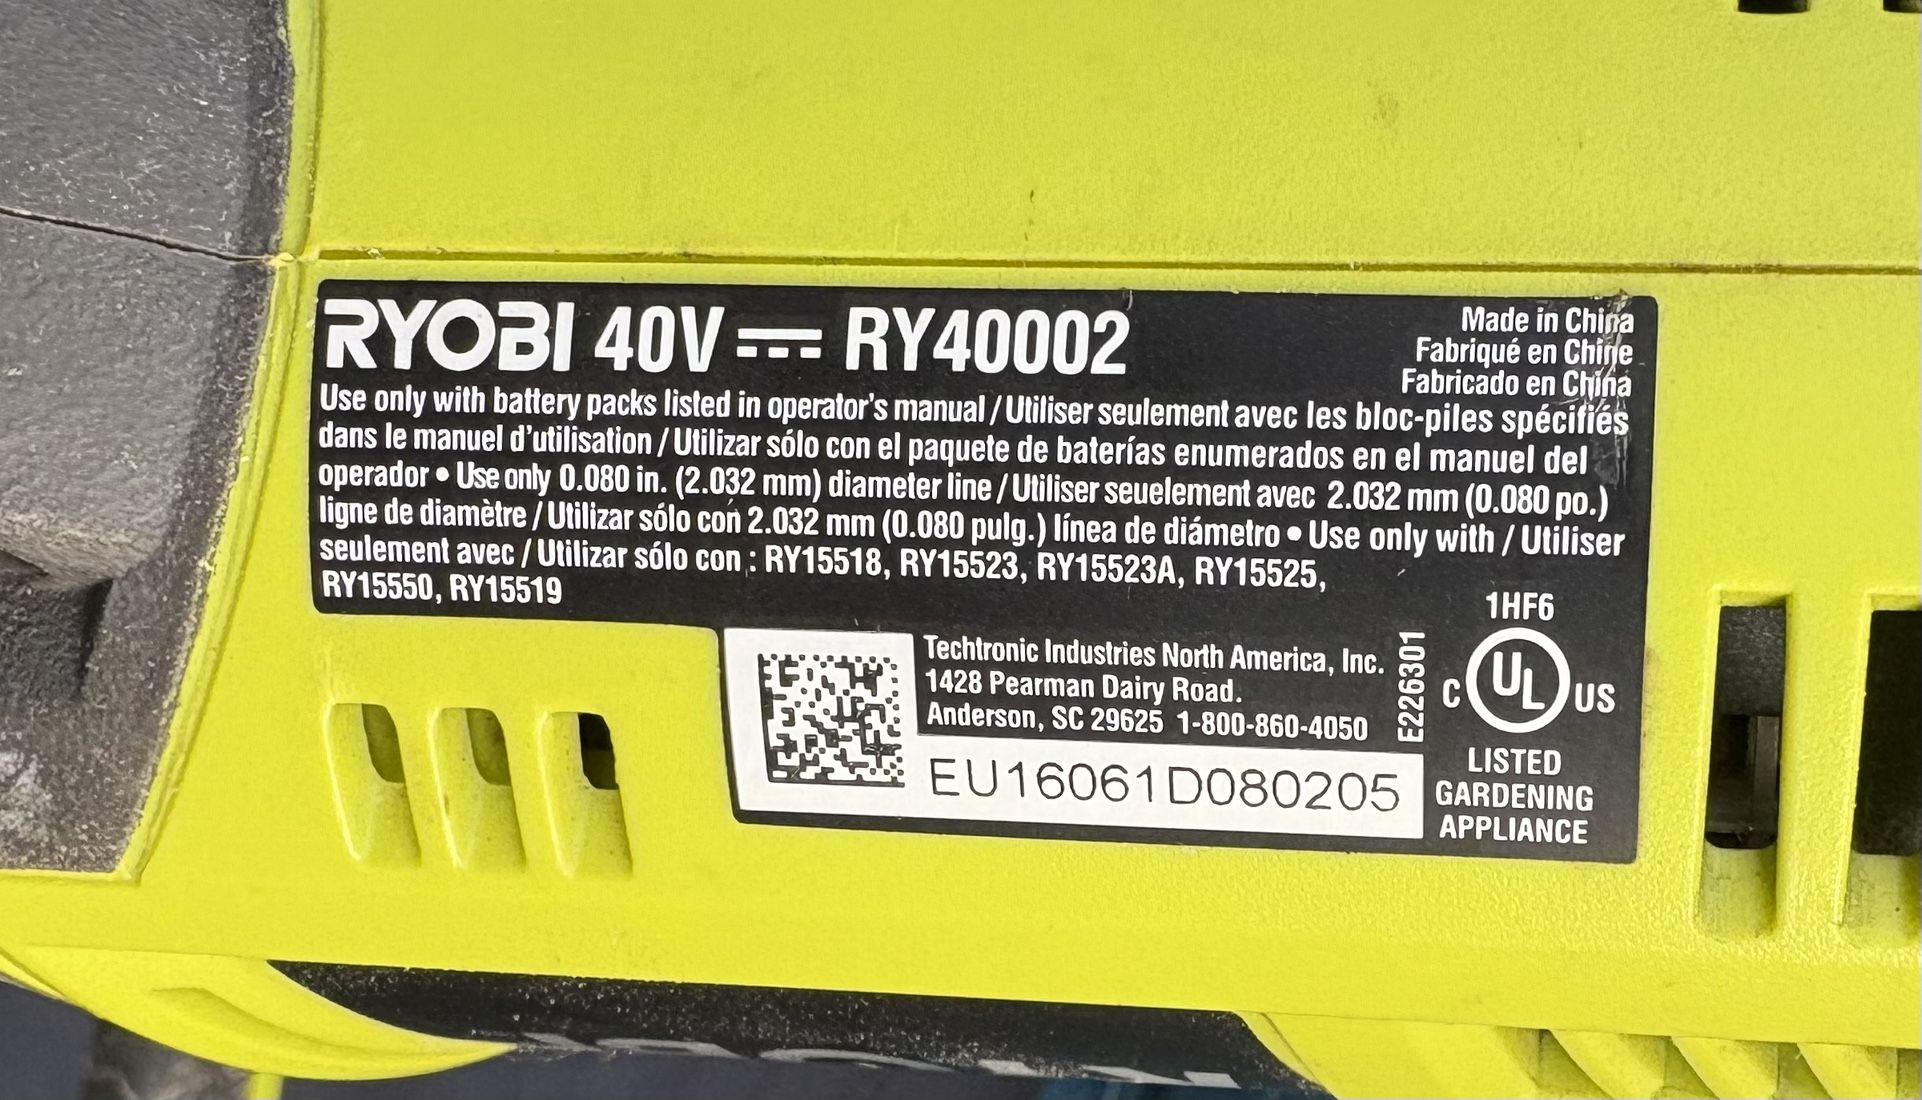 RYOBI 40V RY40002
Made in China
Fabriqué en Chine
Fabricado en China
Use only with battery packs listed in operator's manual / Utiliser seulement avec les bloc-piles spécifiés
dans le manuel d'utilisation / Utilizar sólo con el paquete de baterías enumerados en el manuel del
operador • Use only 0.080 in. (2.032 mm) diameter line / Utiliser seuelement avec 2.032 mm (0.080 po.)
ligne de diamètre / Utilizar sólo con 2.032 mm (0.080 pulg.) línea de diámetro • Use only with / Utiliser
seulement avec / Utilizar sólo con : RY15518, RY15523, RY15523A, RY15525,
RY15550, RY15519
Techtronic Industries North America, Inc.
1428 Pearman Dairy Road.
Anderson, SC 29625 1-800-860-4050
E226301
EU16061D080205
1HF6
C UL US
LISTED
GARDENING
APPLIANCE